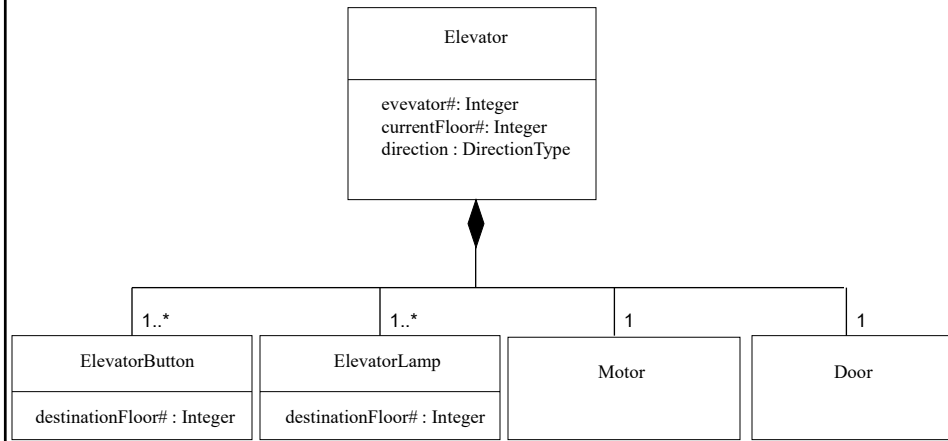 Elevator
evevator#: Integer
currentFloor#: Integer
direction : DirectionType
1..*
1..*
1
1
ElevatorButton
ElevatorLamp
Motor
Door
destinationFloor# : Integer
destinationFloor# : Integer